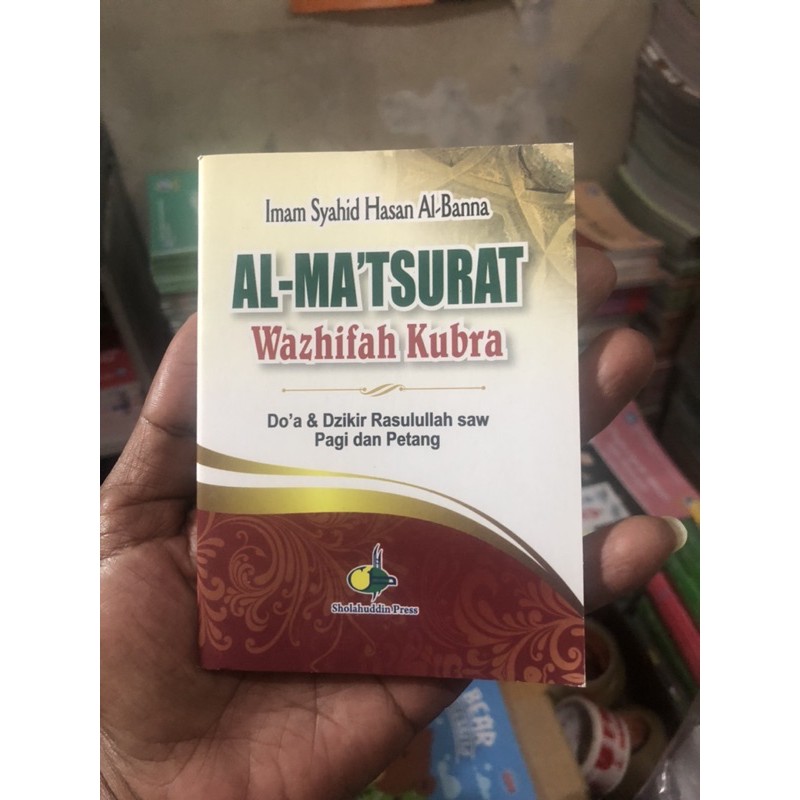 Imam Syahid Hasan Al-Banna
AL-MA'TSURAT
Wazhifah Kubra
Do'a & Dzikir Rasulullah saw
Pagi dan Petang
Sholahuddin Press
BEAR